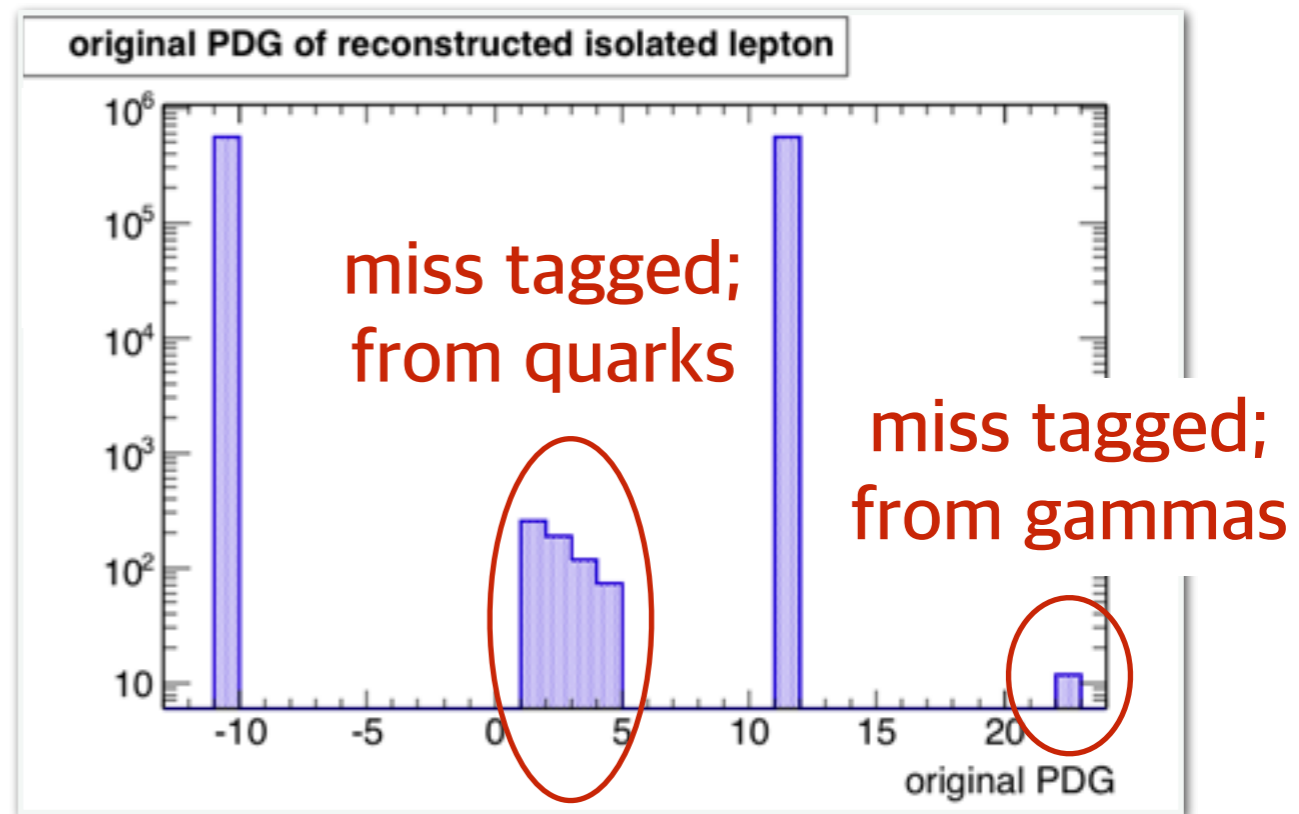 original PDG of reconstructed isolated lepton
10⁶
10⁵
miss tagged;
from quarks
10⁴
miss tagged;
from gammas
10³
10²
10
-10 -5 0 5 10 15 20
original PDG